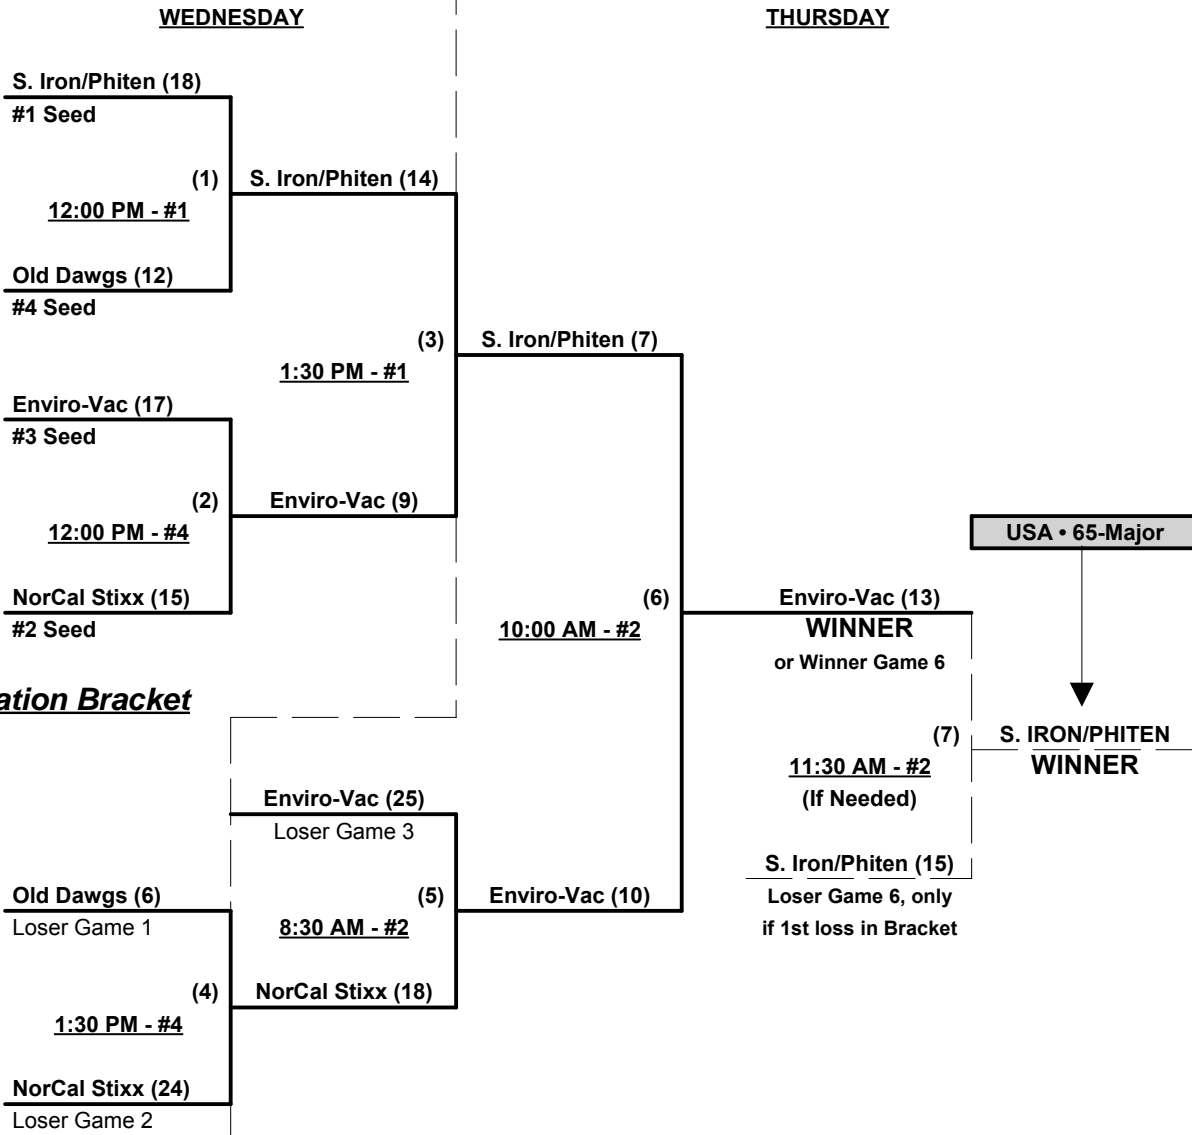 WEDNESDAY
THURSDAY
S. Iron/Phiten (18)
#1 Seed
(1)
S. Iron/Phiten (14)
12:00 PM - #1
Old Dawgs (12)
#4 Seed
(3)
S. Iron/Phiten (7)
1:30 PM - #1
Enviro-Vac (17)
#3 Seed
(2)
Enviro-Vac (9)
12:00 PM - #4
NorCal Stixx (15)
#2 Seed
USA • 65-Major
(6)
Enviro-Vac (13)
10:00 AM - #2
WINNER
or Winner Game 6
ation Bracket
(7)
S. IRON/PHITEN
11:30 AM - #2
WINNER
(If Needed)
Enviro-Vac (25)
Loser Game 3
S. Iron/Phiten (15)
Loser Game 6, only
if 1st loss in Bracket
Old Dawgs (6)
Loser Game 1
(5)
Enviro-Vac (10)
8:30 AM - #2
(4)
NorCal Stixx (18)
1:30 PM - #4
NorCal Stixx (24)
Loser Game 2